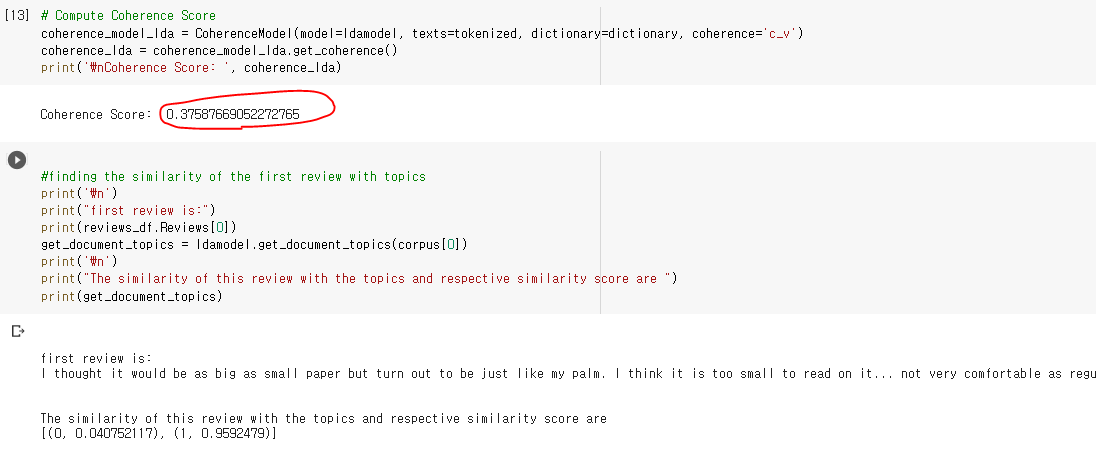 [13] # Compute Coherence Score
coherence_model_lda = CoherenceModel(model=ldamodel, texts=tokenized, dictionary=dictionary, coherence='c_v')
coherence_lda = coherence_model_lda.get_coherence()
print('₩nCoherence Score: ', coherence_lda)
Coherence Score: 0.37587669052272765
#finding the similarity of the first review with topics
print('₩n')
print("first review is:")
print(reviews_df.Reviews[0])
get_document_topics = ldamodel.get_document_topics(corpus[0])
print('₩n')
print("The similarity of this review with the topics and respective similarity score are ")
print(get_document_topics)
first review is:
I thought it would be as big as small paper but turn out to be just like my palm. I think it is too small to read on it... not very comfortable as regu
The similarity of this review with the topics and respective similarity score are
[(0, 0.040752117), (1, 0.9592479)]